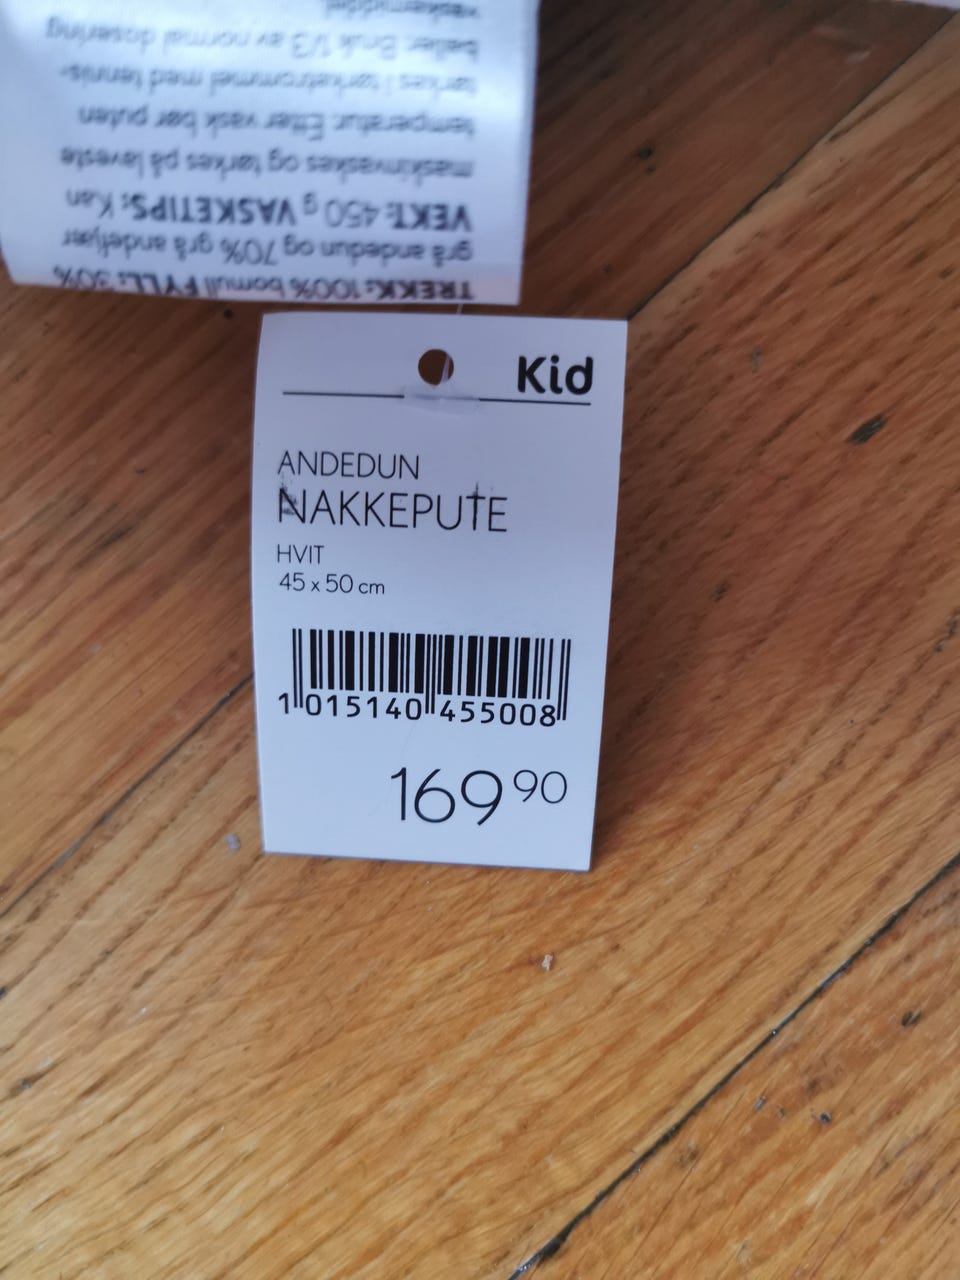 TREKK: 100% bomull FYLL: 30%
grå andedun og 70% grå andefjær
VEKT: 450 g VASKETIPS: Kan
maskinvaskes og tørkes på laveste
temperatur. Etter vask bør puten
tørkes i tørketrommel med tennis-
baller. Bruk 1/3 av normal dosering
vaskemiddel.
Kid
ANDEDUN
NAKKEPUTE
HVIT
45 x 50 cm
1 015140 455008
169 90